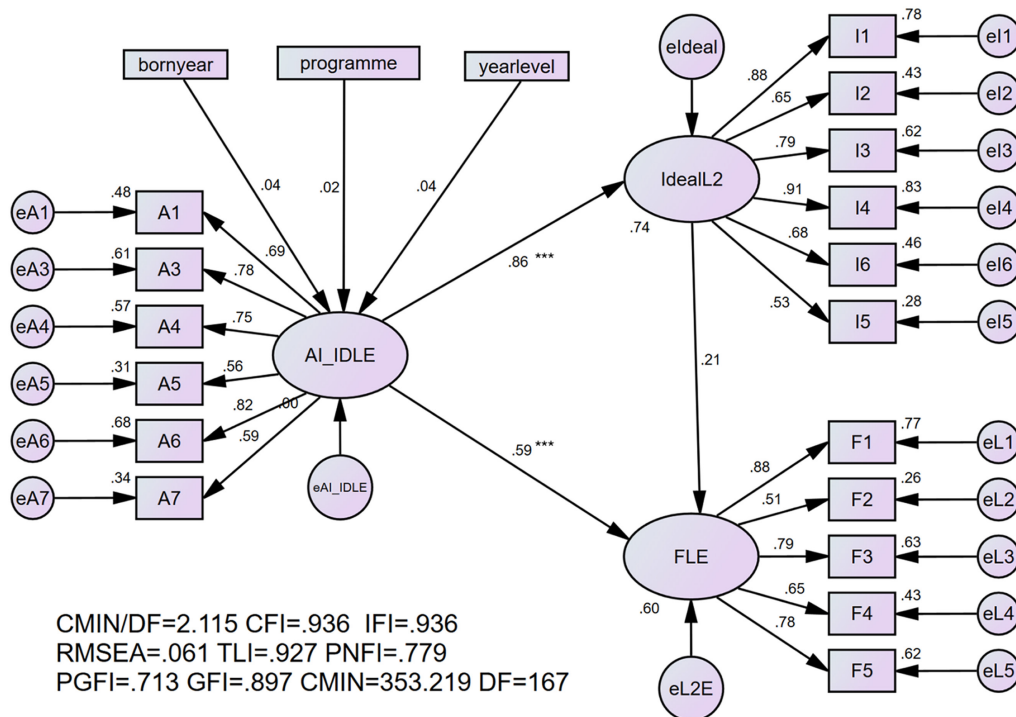 bornyear
programme
yearlevel
.04
.02
.04
eA1
.48
A1
.69
eA3
.61
A3
.78
eA4
.57
A4
.75
eA5
.31
A5
.56
eA6
.68
A6
.82
eA7
.34
A7
.59
AI_IDLE
.00
eAI_IDLE
.86 ***
.59 ***
eIdeal
IdealL2
.74
.88
I1
.78
eI1
.65
I2
.43
eI2
.79
I3
.62
eI3
.91
I4
.83
eI4
.68
I6
.46
eI6
.53
I5
.28
eI5
.21
FLE
.60
eL2E
.88
F1
.77
eL1
.51
F2
.26
eL2
.79
F3
.63
eL3
.65
F4
.43
eL4
.78
F5
.62
eL5
CMIN/DF=2.115 CFI=.936 IFI=.936
RMSEA=.061 TLI=.927 PNFI=.779
PGFI=.713 GFI=.897 CMIN=353.219 DF=167